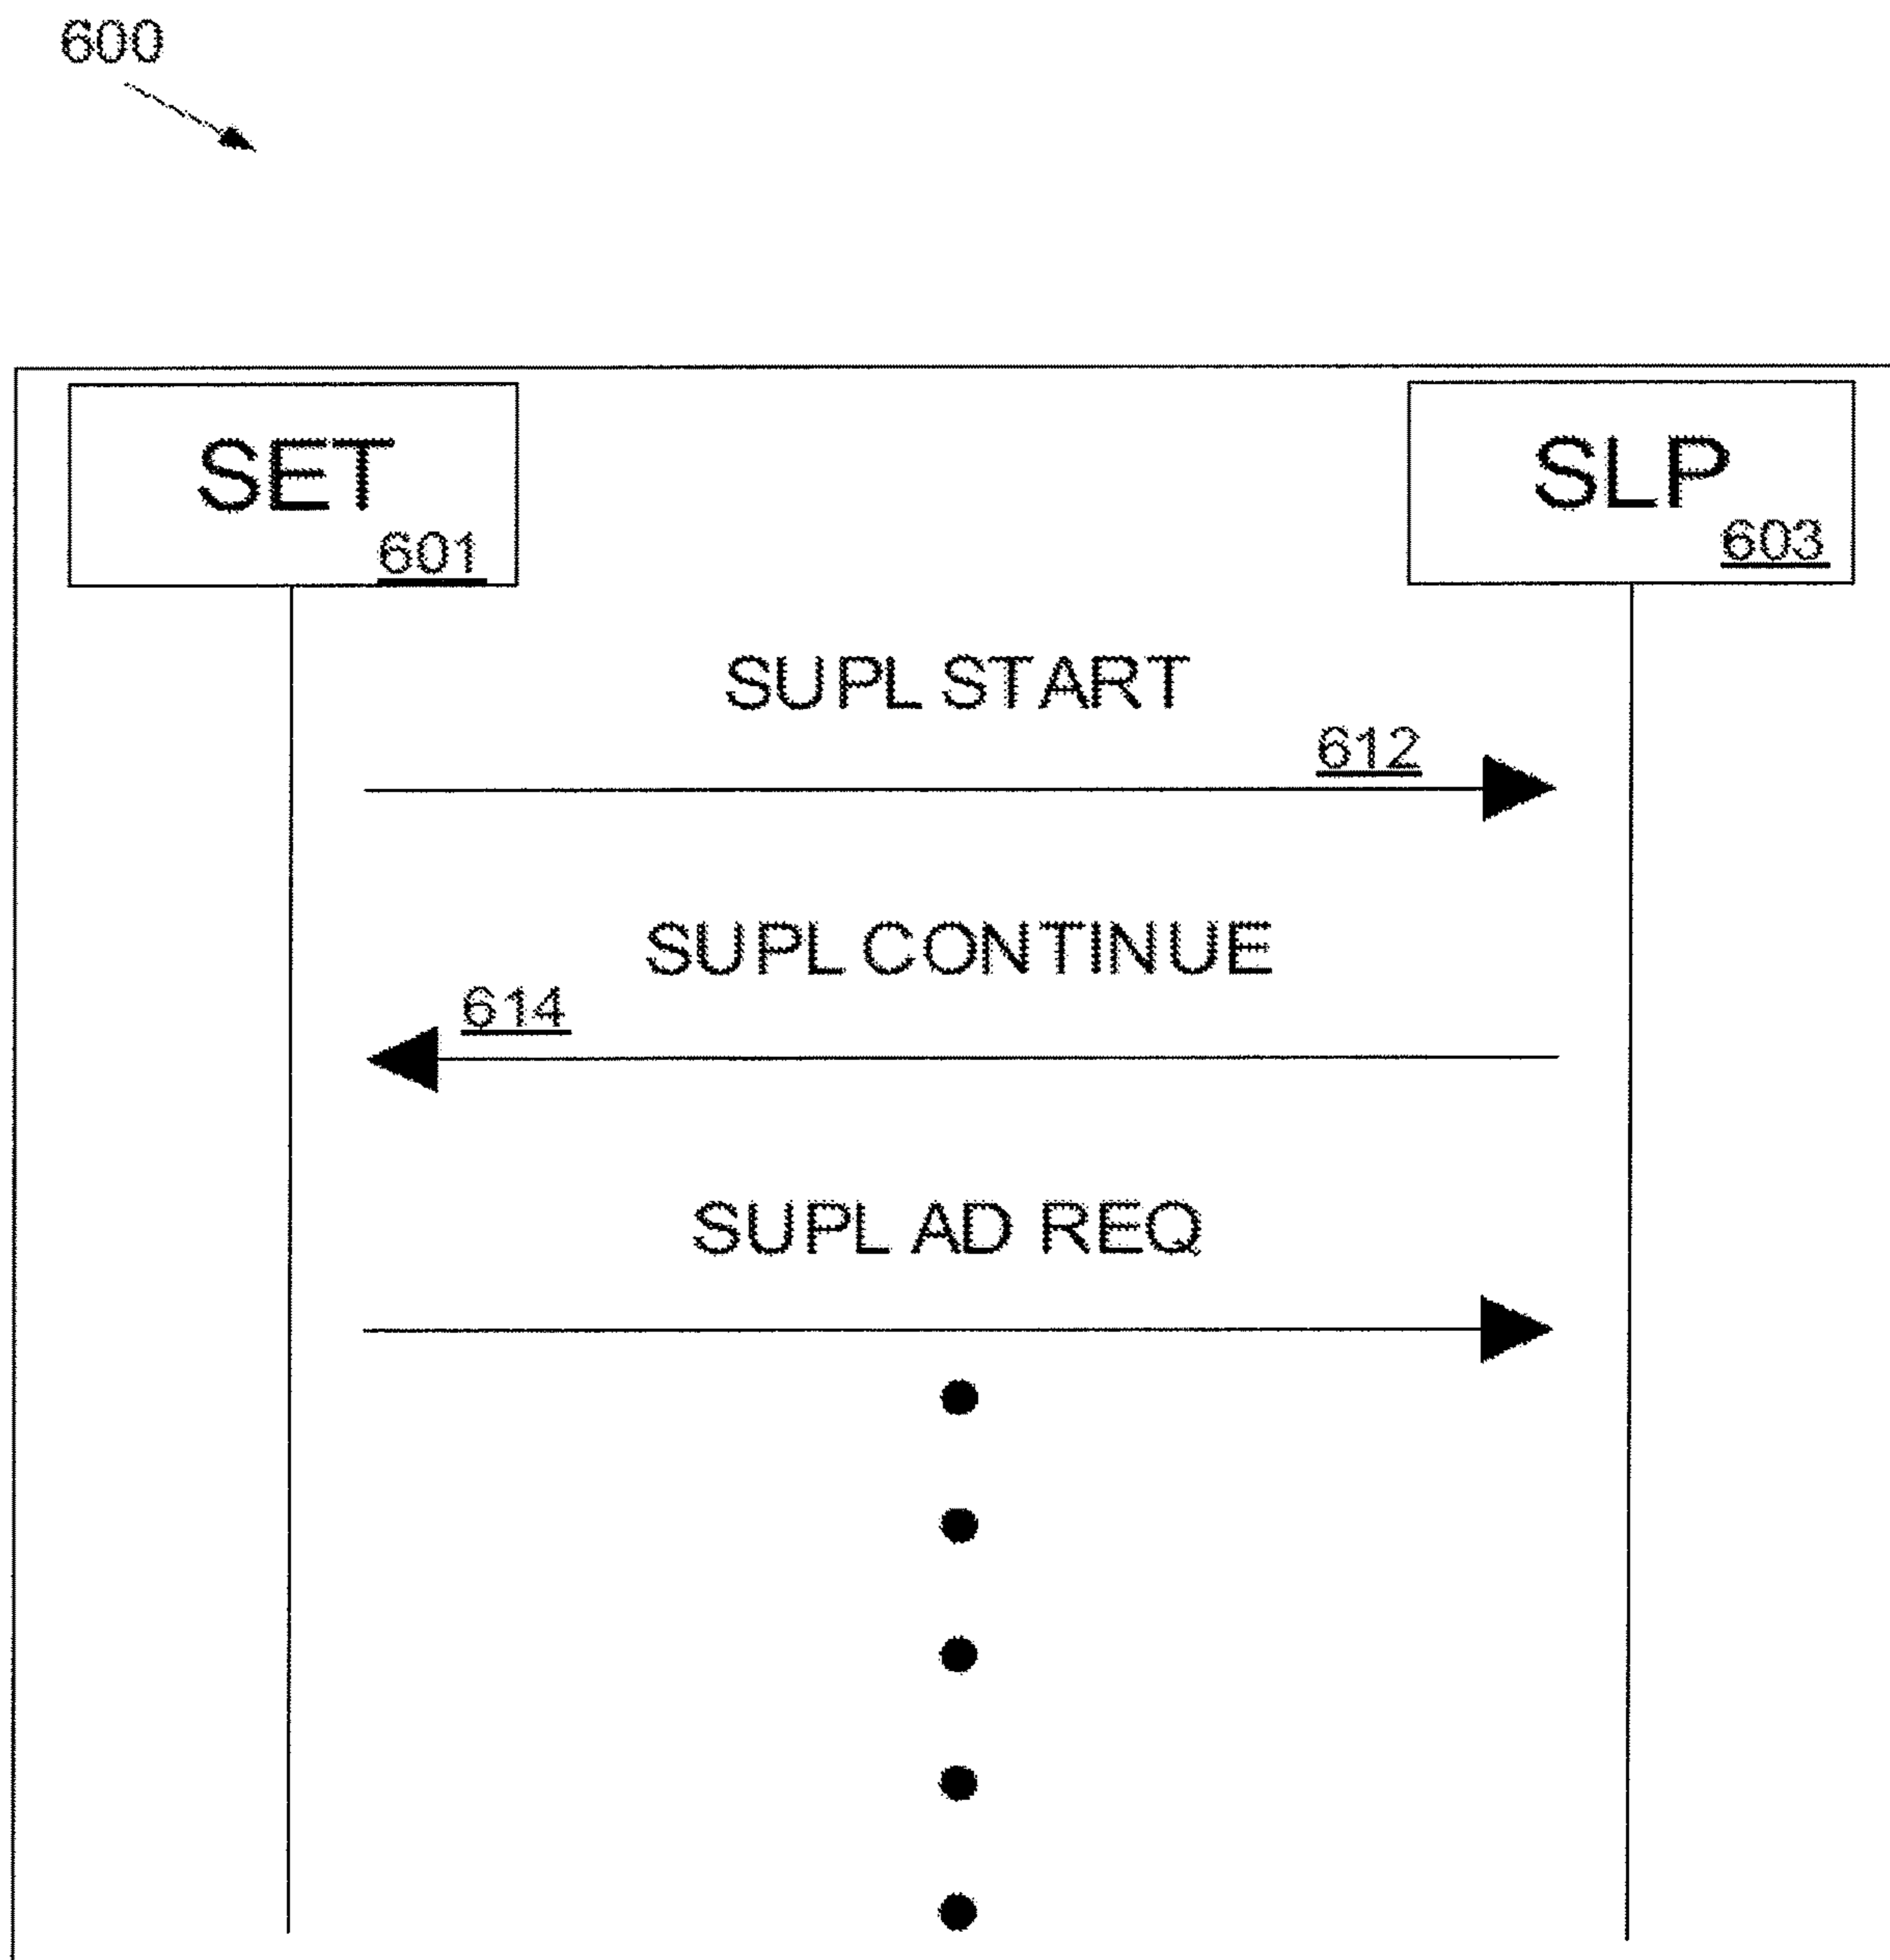 600
SET
601
SLP
603
SUPL START
612
SUPL CONTINUE
614
SUPL AD REQ